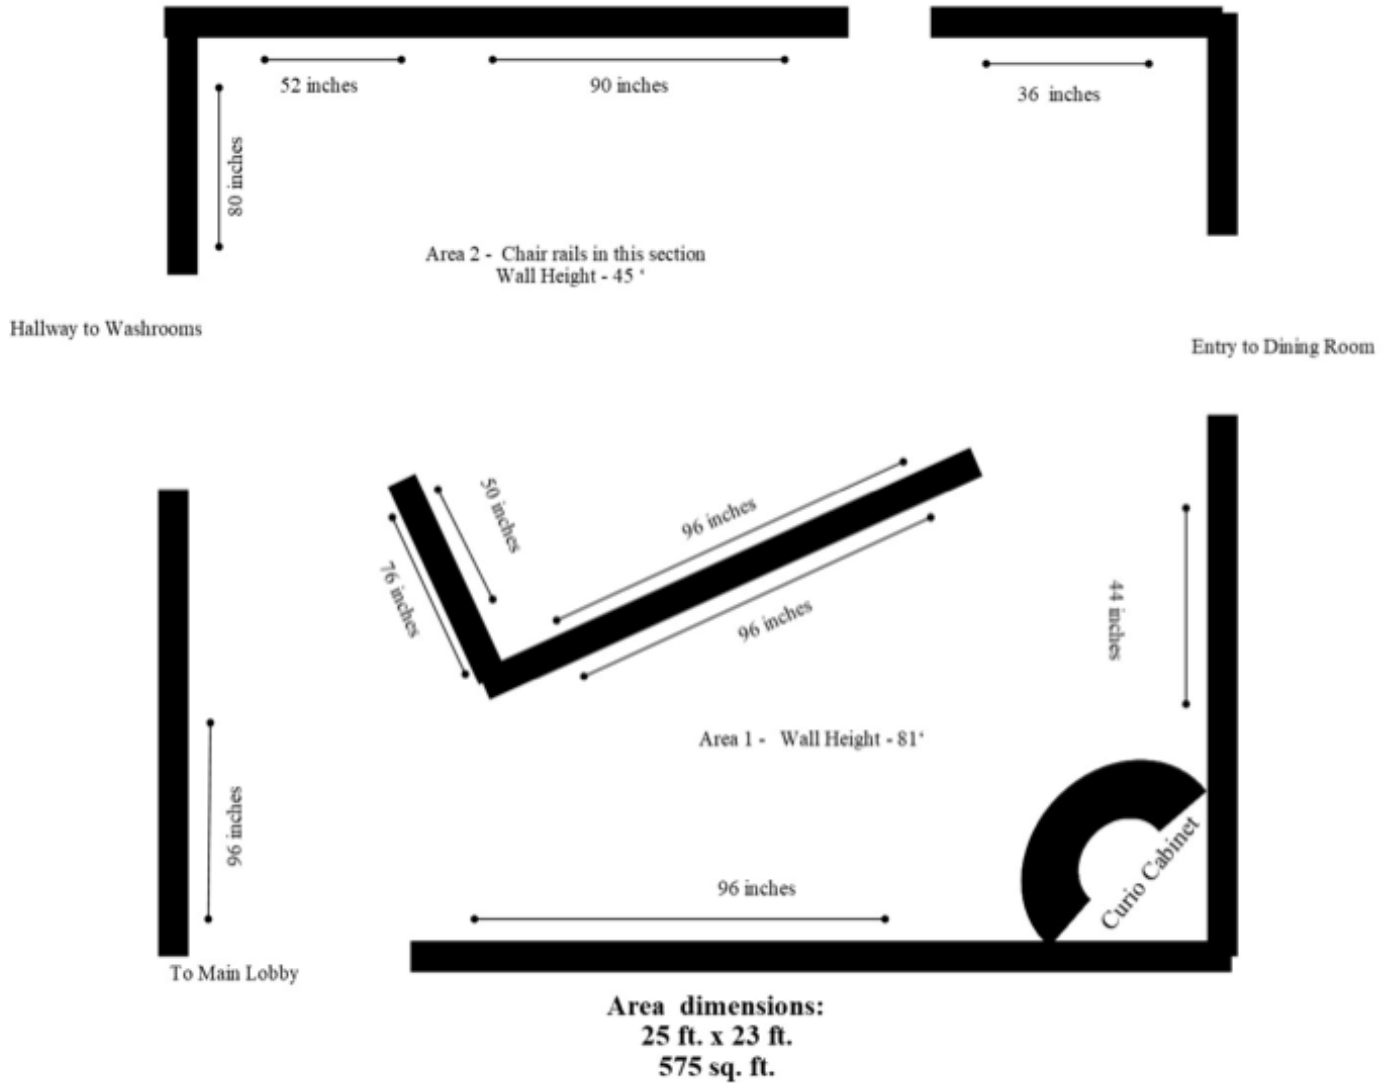 52 inches
90 inches
36 inches
80 inches
Area 2 - Chair rails in this section
Wall Height - 45 ‘
Hallway to Washrooms
Entry to Dining Room
50 inches
96 inches
76 inches
96 inches
44 inches
Area 1 - Wall Height - 81‘
96 inches
Curio Cabinet
96 inches
To Main Lobby
Area dimensions:
25 ft. x 23 ft.
575 sq. ft.